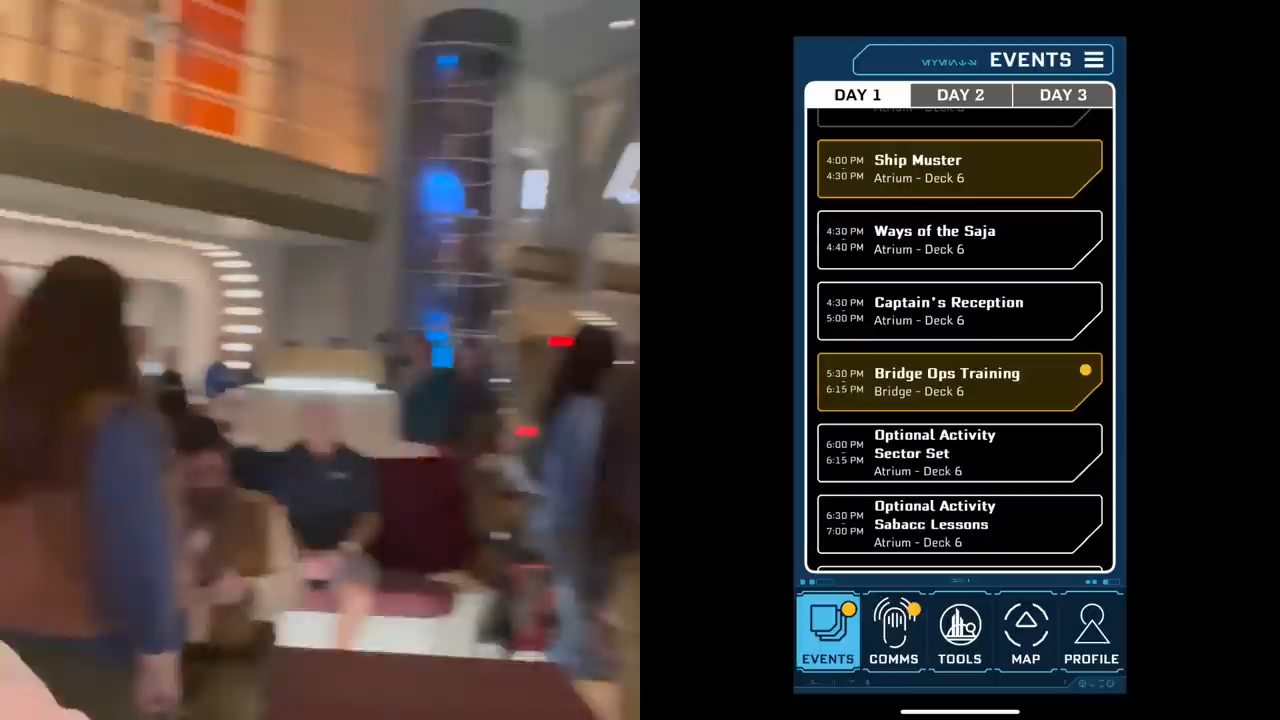 EVENTS
DAY 1 DAY 2 DAY 3
Atrium - Deck 6
4:00 PM
4:30 PM
Ship Muster
Atrium - Deck 6
4:30 PM
4:40 PM
Ways of the Saja
Atrium - Deck 6
4:30 PM
5:00 PM
Captain's Reception
Atrium - Deck 6
5:30 PM
6:15 PM
Bridge Ops Training
Bridge - Deck 6
6:00 PM
6:15 PM
Optional Activity
Sector Set
Atrium - Deck 6
6:30 PM
7:00 PM
Optional Activity
Sabacc Lessons
Atrium - Deck 6
EVENTS COMMS TOOLS MAP PROFILE